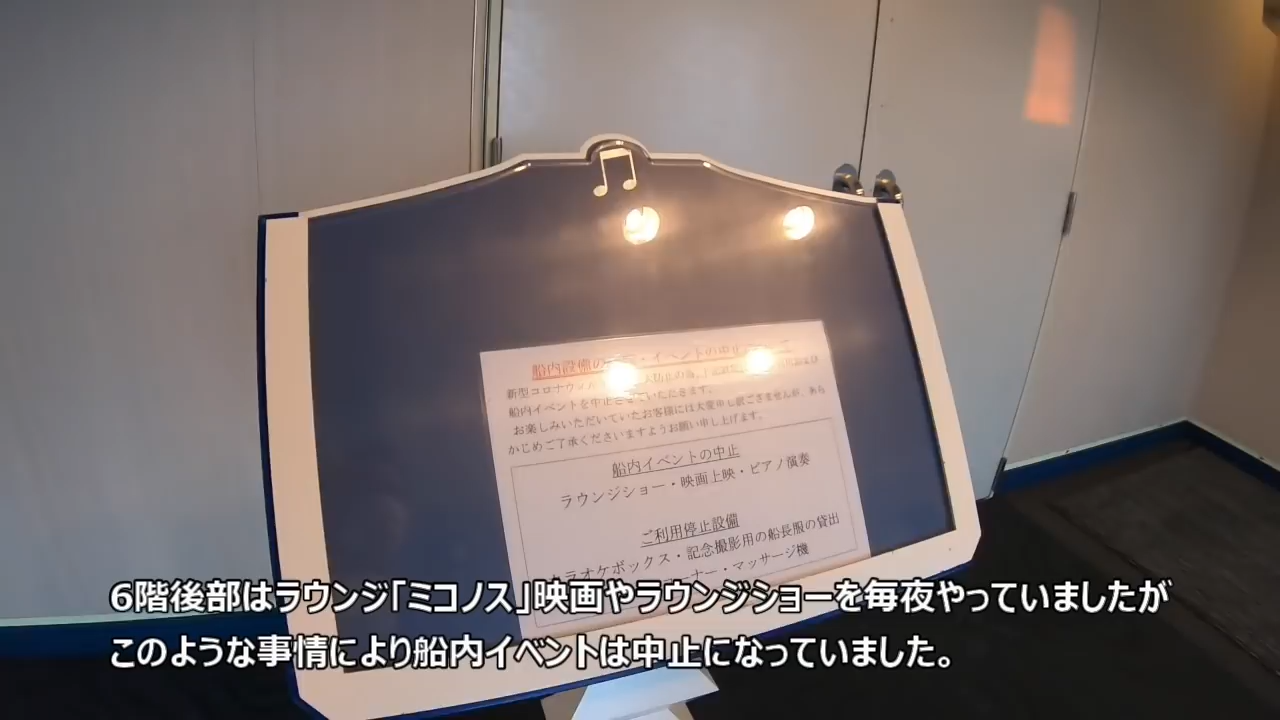 船内設備の・イベントの中止
新型コロナウ防止の為、
船内イベントを中止させていただきます。
お楽しみいただいていたお客様には大変申し訳ございませんが、あら
かじめご了承くださいますようお願い申し上げます。
船内イベントの中止
ラウンジショー・映画上映・ピアノ演奏
ご利用停止設備
カラオケボックス・記念撮影用の船長服の貸出
ーナー・マッサージ機
6階後部はラウンジ「ミコノス」映画やラウンジショーを毎夜やっていましたが
このような事情により船内イベントは中止になっていました。